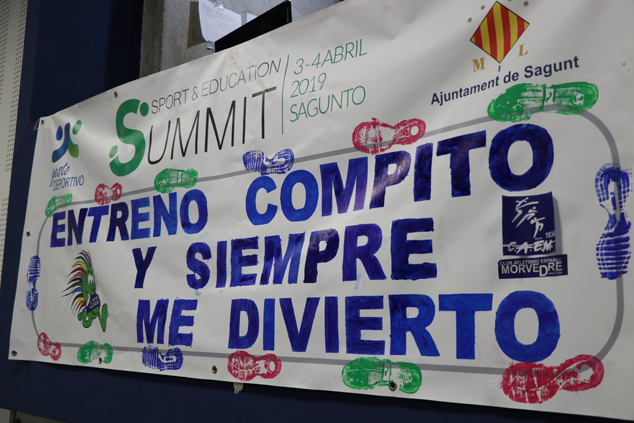 SPORT & EDUCATION
SUMMIT
3-4 ABRIL
2019
SAGUNTO
M L
Ajuntament de Sagunt
reto
DEPORTIVO
ENTRENO COMPITO
Y SIEMPRE
ME DIVIERTO
C.A.E.M
CLUB ATLETISMO ESPAÑOL
MORVEDRE